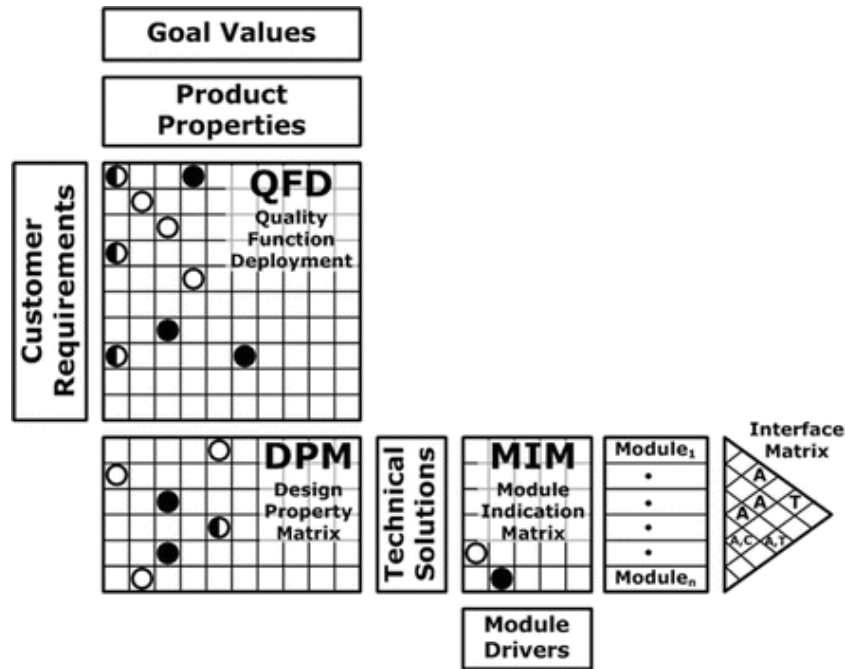 Goal Values
Product
Properties
Customer
Requirements
QFD
Quality
Function
Deployment
DPM
Design
Property
Matrix
Technical
Solutions
MIM
Module
Indication
Matrix
Module₁
•
•
•
•
Moduleₙ
Interface
Matrix
A
A A T
A,C A,T
Module
Drivers